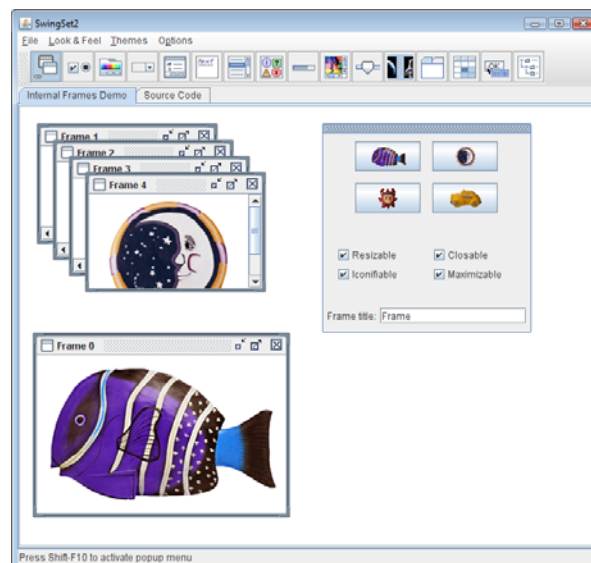 SwingSet2
File Look & Feel Themes Options
Internal Frames Demo Source Code
Frame 1
Frame 2
Frame 3
Frame 4
Resizable Closable
Iconifiable Maximizable
Frame title: Frame
Frame 0
Press Shift-F10 to activate popup menu